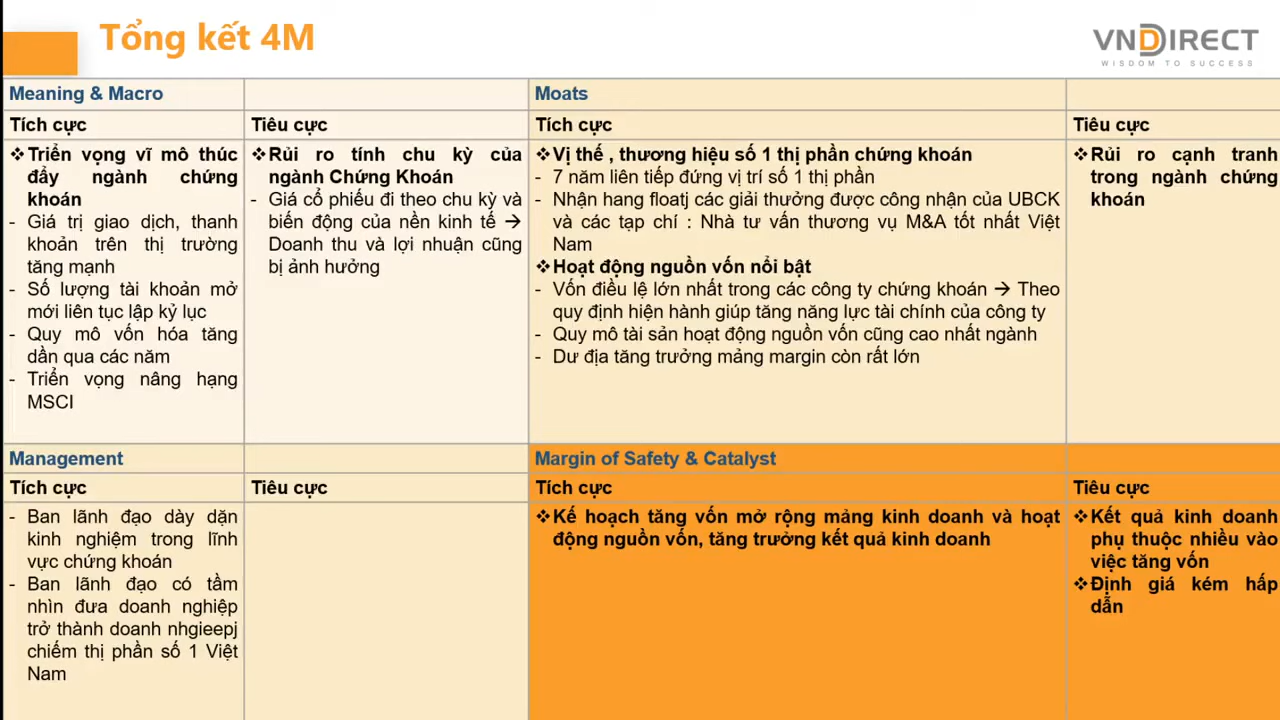 Tổng kết 4M
VNDIRECT
WISDOM TO SUCCESS
Meaning & Macro
Tích cực
Tiêu cực
❖Triển vọng vĩ mô thúc
đẩy ngành chứng
khoán
- Giá trị giao dịch, thanh
khoản trên thị trường
tăng mạnh
- Số lượng tài khoản mở
mới liên tục lập kỷ lục
- Quy mô vốn hóa tăng
dần qua các năm
- Triển vọng nâng hạng
MSCI
❖Rủi ro tính chu kỳ của
ngành Chứng Khoán
- Giá cổ phiếu đi theo chu kỳ và
biến động của nền kinh tế →
Doanh thu và lợi nhuận cũng
bị ảnh hưởng
Moats
Tích cực
Tiêu cực
❖Vị thế , thương hiệu số 1 thị phần chứng khoán
- 7 năm liên tiếp đứng vị trí số 1 thị phần
- Nhận hang floatj các giải thưởng được công nhận của UBCK
và các tạp chí : Nhà tư vấn thương vụ M&A tốt nhất Việt
Nam
❖Hoạt động nguồn vốn nổi bật
- Vốn điều lệ lớn nhất trong các công ty chứng khoán → Theo
quy định hiện hành giúp tăng năng lực tài chính của công ty
- Quy mô tài sản hoạt động nguồn vốn cũng cao nhất ngành
- Dư địa tăng trưởng mảng margin còn rất lớn
❖Rủi ro cạnh tranh
trong ngành chứng
khoán
Management
Tích cực
Tiêu cực
- Ban lãnh đạo dày dặn
kinh nghiệm trong lĩnh
vực chứng khoán
- Ban lãnh đạo có tầm
nhìn đưa doanh nghiệp
trở thành doanh nhgieepj
chiếm thị phần số 1 Việt
Nam
Margin of Safety & Catalyst
Tích cực
Tiêu cực
❖Kế hoạch tăng vốn mở rộng mảng kinh doanh và hoạt
động nguồn vốn, tăng trưởng kết quả kinh doanh
❖Kết quả kinh doanh
phụ thuộc nhiều vào
việc tăng vốn
❖Định giá kém hấp
dẫn